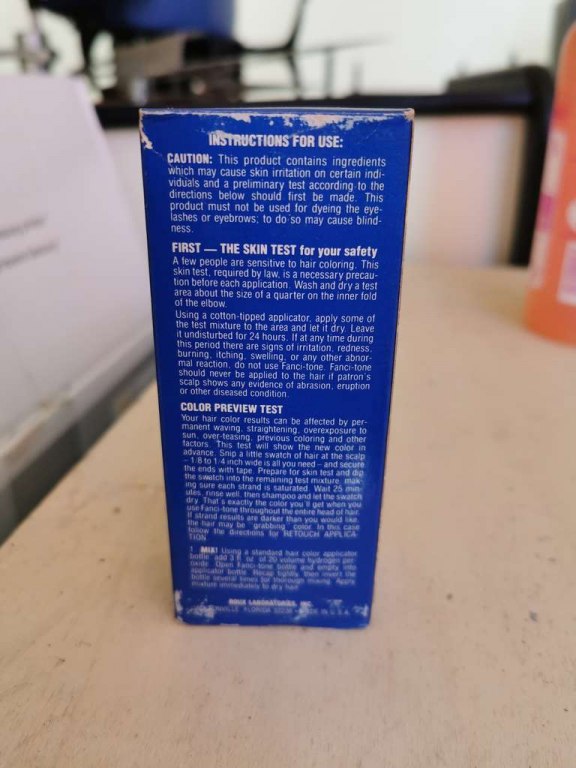 INSTRUCTIONS FOR USE:
CAUTION: This product contains ingredients
which may cause skin irritation on certain indi-
viduals and a preliminary test according to the
directions below should first be made. This
product must not be used for dyeing the eye-
lashes or eyebrows; to do so may cause blind-
ness.
FIRST — THE SKIN TEST for your safety
A few people are sensitive to hair coloring. This
skin test, required by law, is a necessary precau-
tion before each application. Wash and dry a test
area about the size of a quarter on the inner fold
of the elbow.
Using a cotton-tipped applicator, apply some of
the test mixture to the area and let it dry. Leave
it undisturbed for 24 hours. If at any time during
this period there are signs of irritation, redness,
burning, itching, swelling, or any other abnor-
mal reaction, do not use Fanci-tone. Fanci-tone
should never be applied to the hair if patron's
scalp shows any evidence of abrasion, eruption
or other diseased condition.
COLOR PREVIEW TEST
Your hair color results can be affected by per-
manent waving, straightening, overexposure to
sun, over-teasing, previous coloring and other
factors. This test will show the new color in
advance. Snip a little swatch of hair at the scalp
– 1/8 to 1/4 inch wide is all you need – and secure
the ends with tape. Prepare for skin test and dip
the swatch into the remaining test mixture, mak-
ing sure each strand is saturated. Wait 25 min-
utes, rinse well, then shampoo and let the swatch
dry. That's exactly the color you'll get when you
use Fanci-tone throughout the entire head of hair.
If strand results are darker than you would like,
the hair may be "grabbing" color. In this case
follow the directions for RETOUCH APPLICA-
TION
1 MIX! Using a standard hair color applicator
bottle add 3 fl. oz. of 20 volume hydrogen per-
oxide. Open Fanci-tone bottle and empty into
applicator bottle. Recap tightly, then invert the
bottle several times for thorough mixing. Apply
mixture immediately to dry hair.
ROUX LABORATORIES, INC.
FLORIDA MADE IN U.S.A.